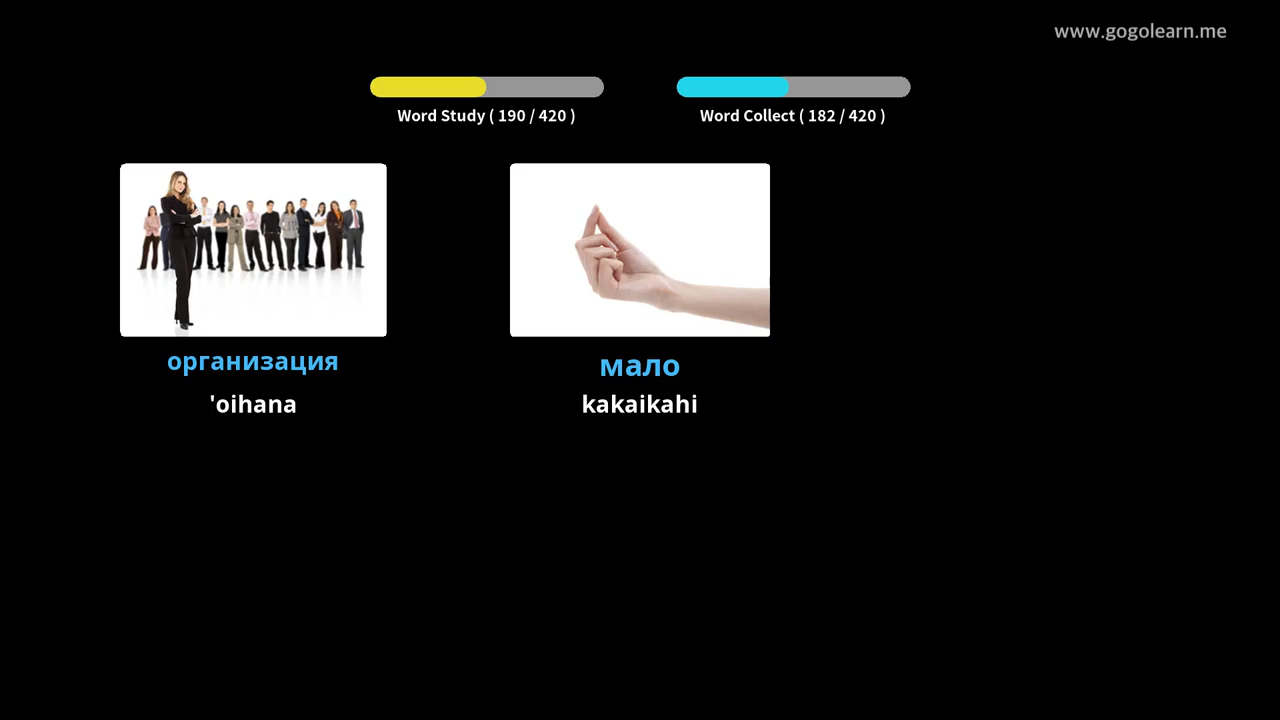 www.gogolearn.me
Word Study ( 190 / 420 )
Word Collect ( 182 / 420 )
организация
'oihana
мало
kakaikahi